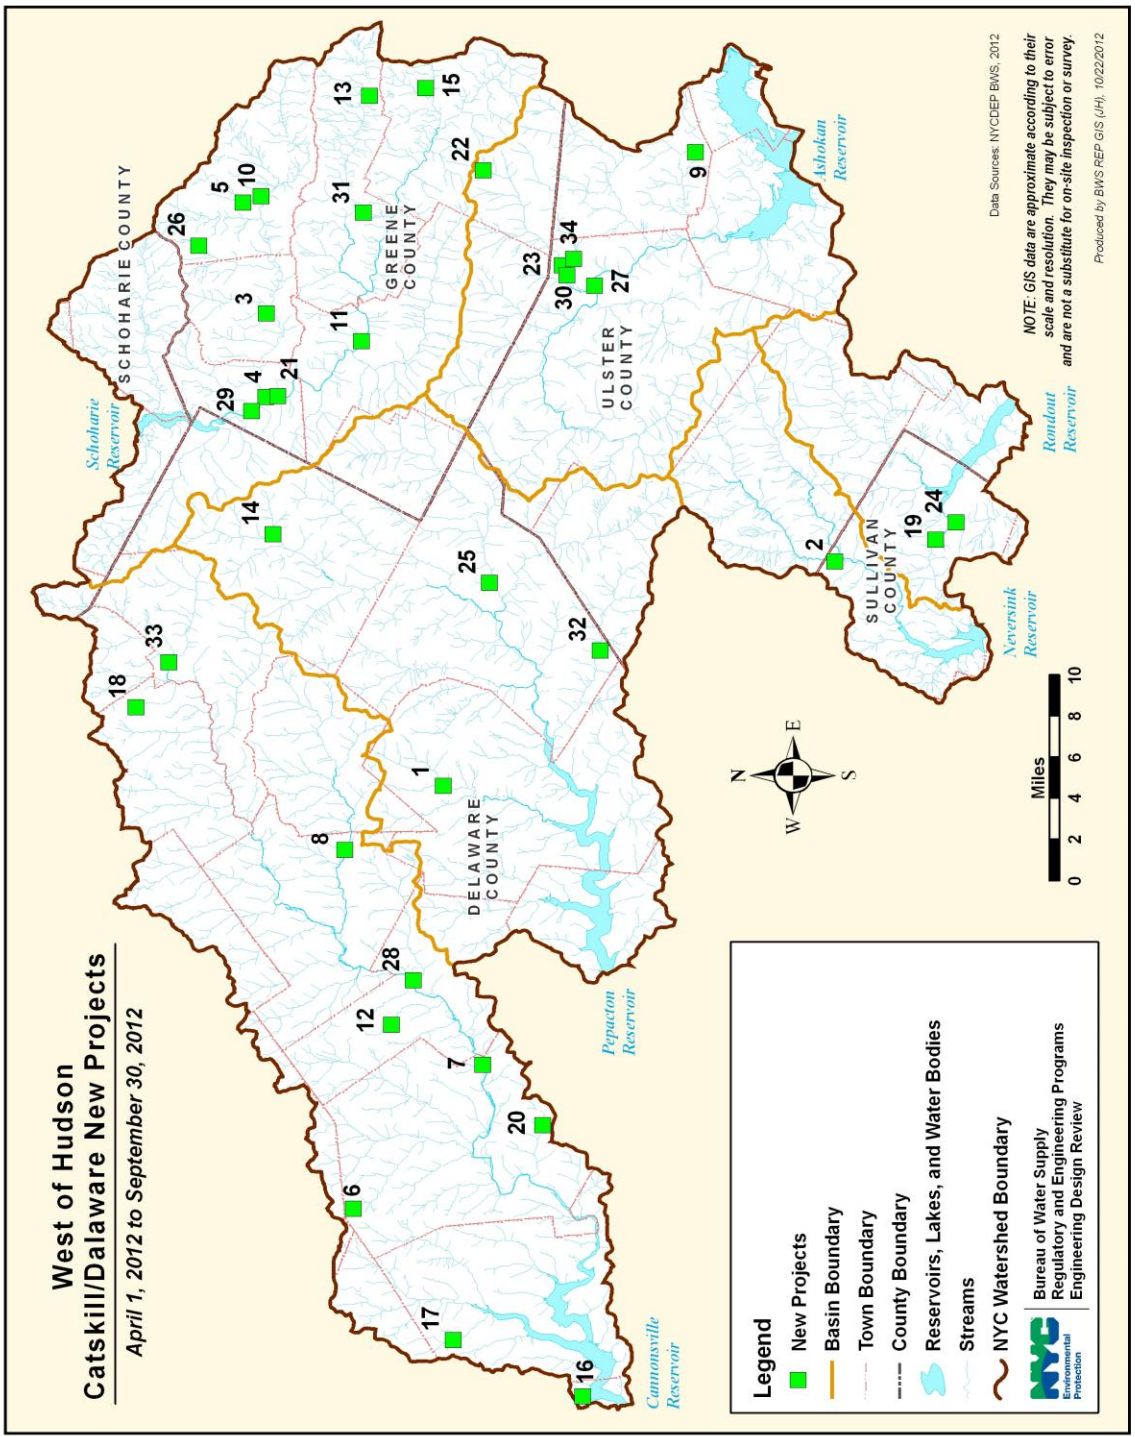 West of Hudson
Catskill/Dalaware New Projects
April 1, 2012 to September 30, 2012
SCHOHARIE COUNTY
Schoharie
Reservoir
26
5
10
3
29
4
21
13
15
31
11
22
GREENE
COUNTY
18
33
14
23
34
30
27
9
Ashokan
Reservoir
ULSTER
COUNTY
25
32
8
1
DELAWARE
COUNTY
28
12
7
20
6
17
16
Cannonsville
Reservoir
Pepacton
Reservoir
2
SULLIVAN
COUNTY
19
24
Neversink
Reservoir
Rondout
Reservoir
N
W
E
S
Miles
0
2
4
6
8
10
Legend
New Projects
Basin Boundary
Town Boundary
County Boundary
Reservoirs, Lakes, and Water Bodies
Streams
NYC Watershed Boundary
NYC
Environmental
Protection
Bureau of Water Supply
Regulatory and Engineering Programs
Engineering Design Review
Data Sources: NYCDEP BWS, 2012
NOTE: GIS data are approximate according to their
scale and resolution. They may be subject to error
and are not a substitute for on-site inspection or survey.
Produced by BWS REP GIS (JH), 10/22/2012